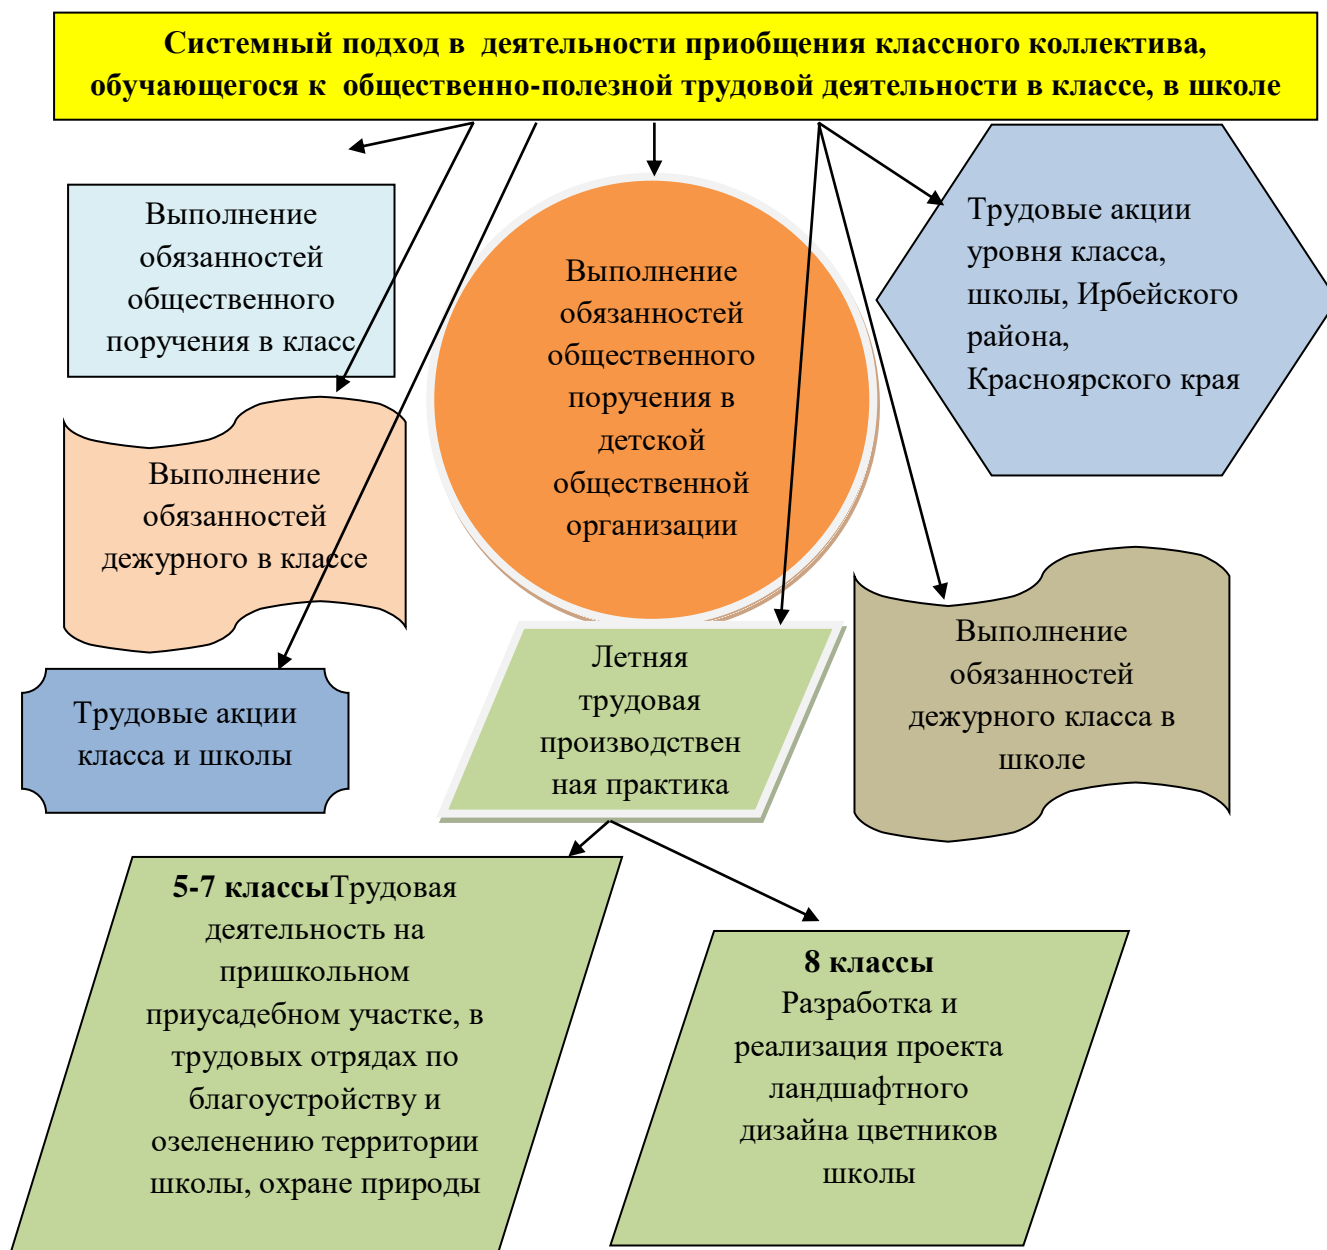 Системный подход в деятельности приобщения классного коллектива,
обучающегося к общественно-полезной трудовой деятельности в классе, в школе
Выполнение
обязанностей
общественного
поручения в класс
Выполнение
обязанностей
общественного
поручения в
детской
общественной
организации
Трудовые акции
уровня класса,
школы, Ирбейского
района,
Красноярского края
Выполнение
обязанностей
дежурного в классе
Выполнение
обязанностей
дежурного класса в
школе
Трудовые акции
класса и школы
Летняя
трудовая
производствен
ная практика
5-7 классыТрудовая
деятельность на
пришкольном
приусадебном участке, в
трудовых отрядах по
благоустройству и
озеленению территории
школы, охране природы
8 классы
Разработка и
реализация проекта
ландшафтного
дизайна цветников
школы